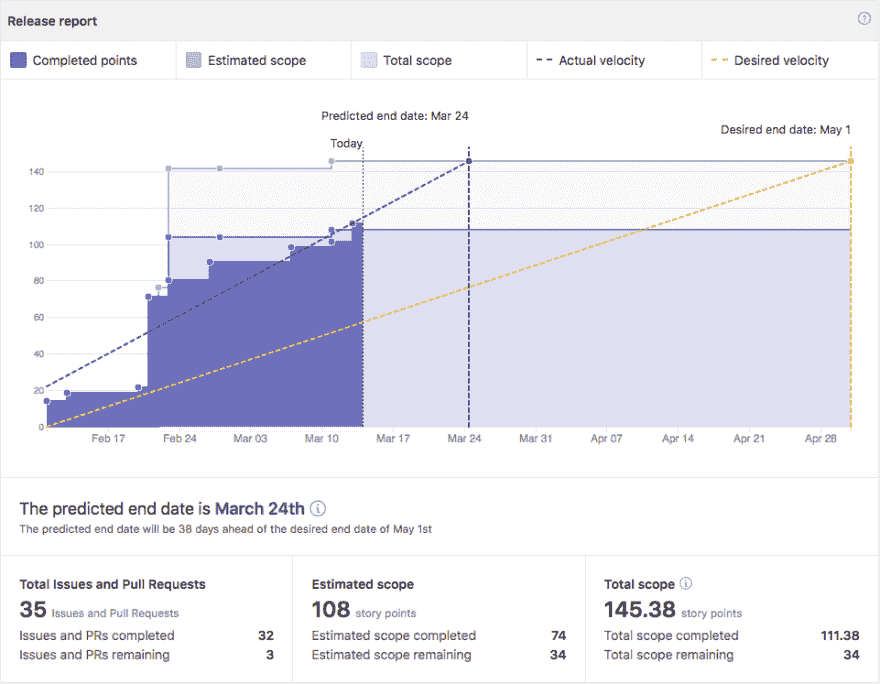 Release report
?
Completed points
Estimated scope
Total scope
Actual velocity
Desired velocity
Predicted end date: Mar 24
Desired end date: May 1
Today
140
120
100
80
60
40
20
0
Feb 17 Feb 24 Mar 03 Mar 10 Mar 17 Mar 24 Mar 31 Apr 07 Apr 14 Apr 21 Apr 28
The predicted end date is March 24th i
The predicted end date will be 38 days ahead of the desired end date of May 1st
Total Issues and Pull Requests
35 Issues and Pull Requests
Issues and PRs completed 32
Issues and PRs remaining 3
Estimated scope
108 story points
Estimated scope completed 74
Estimated scope remaining 34
Total scope i
145.38 story points
Total scope completed 111.38
Total scope remaining 34